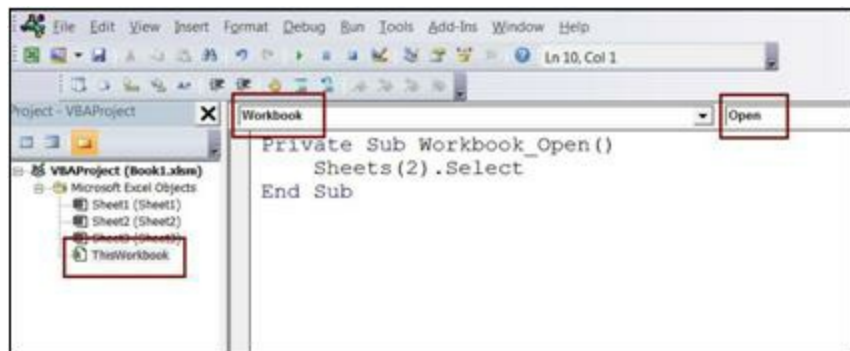 File Edit View Insert Format Debug Run Tools Add-Ins Window Help
Ln 10, Col 1
Project - VBAProject
Workbook
Open
VBAProject (Book1.xlsm)
Microsoft Excel Objects
Sheet1 (Sheet1)
Sheet2 (Sheet2)
Sheet3 (Sheet3)
ThisWorkbook
Private Sub Workbook_Open()
Sheets(2).Select
End Sub